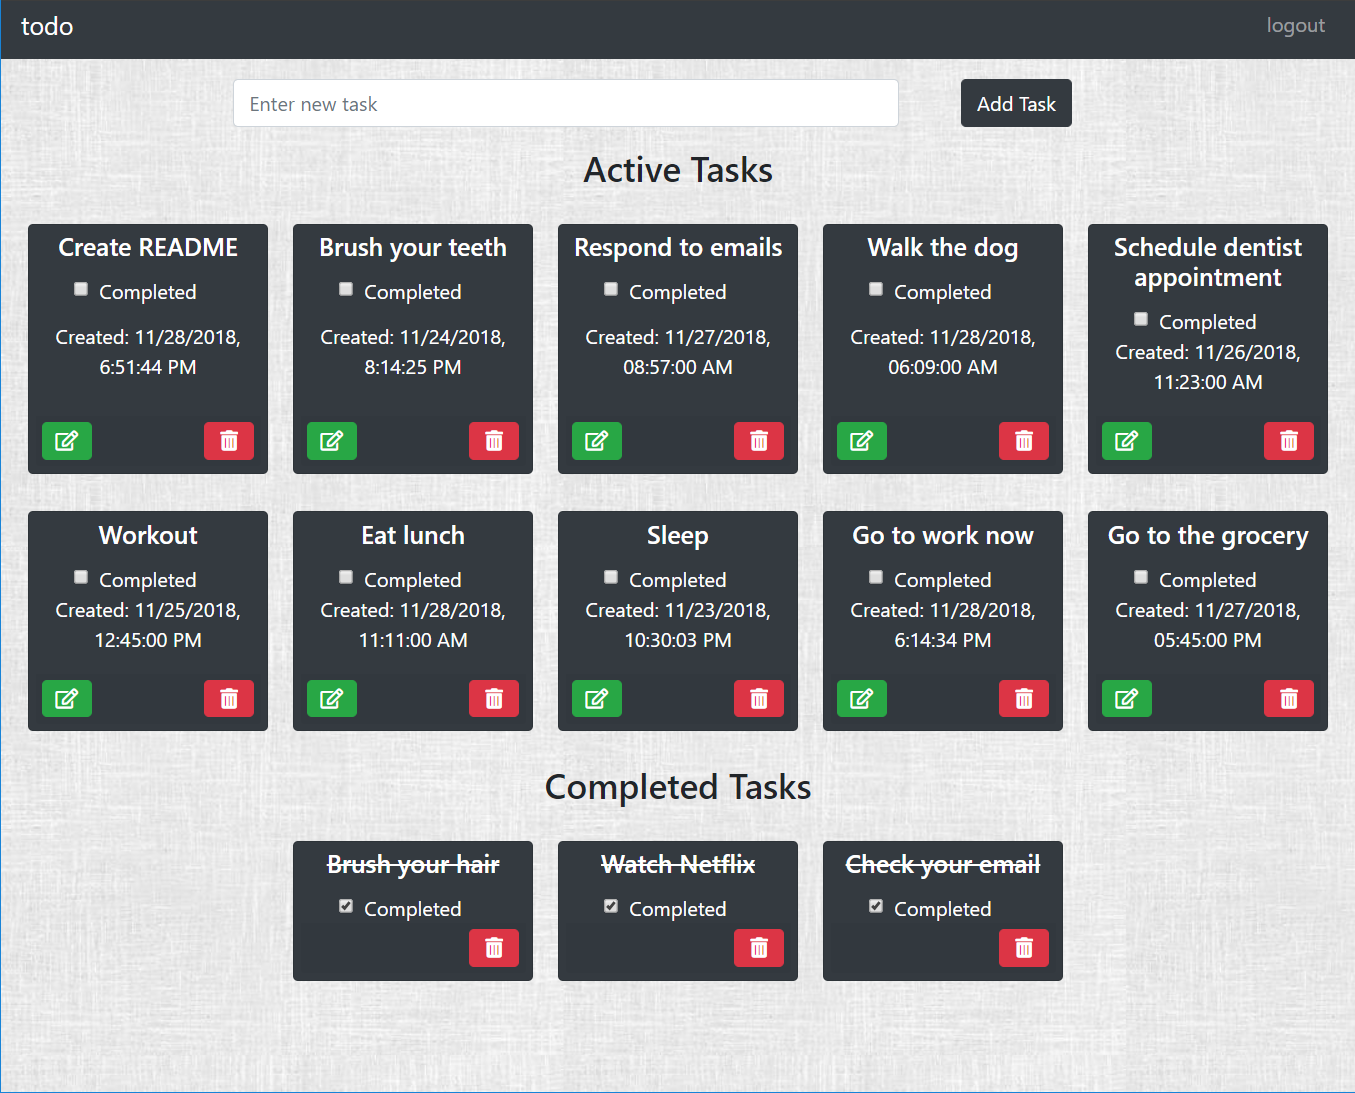 todo
logout
Enter new task
Add Task
Active Tasks
Create README
Completed
Created: 11/28/2018,
6:51:44 PM
Brush your teeth
Completed
Created: 11/24/2018,
8:14:25 PM
Respond to emails
Completed
Created: 11/27/2018,
08:57:00 AM
Walk the dog
Completed
Created: 11/28/2018,
06:09:00 AM
Schedule dentist
appointment
Completed
Created: 11/26/2018,
11:23:00 AM
Workout
Completed
Created: 11/25/2018,
12:45:00 PM
Eat lunch
Completed
Created: 11/28/2018,
11:11:00 AM
Sleep
Completed
Created: 11/23/2018,
10:30:03 PM
Go to work now
Completed
Created: 11/28/2018,
6:14:34 PM
Go to the grocery
Completed
Created: 11/27/2018,
05:45:00 PM
Completed Tasks
Brush your hair
Completed
Watch Netflix
Completed
Check your email
Completed